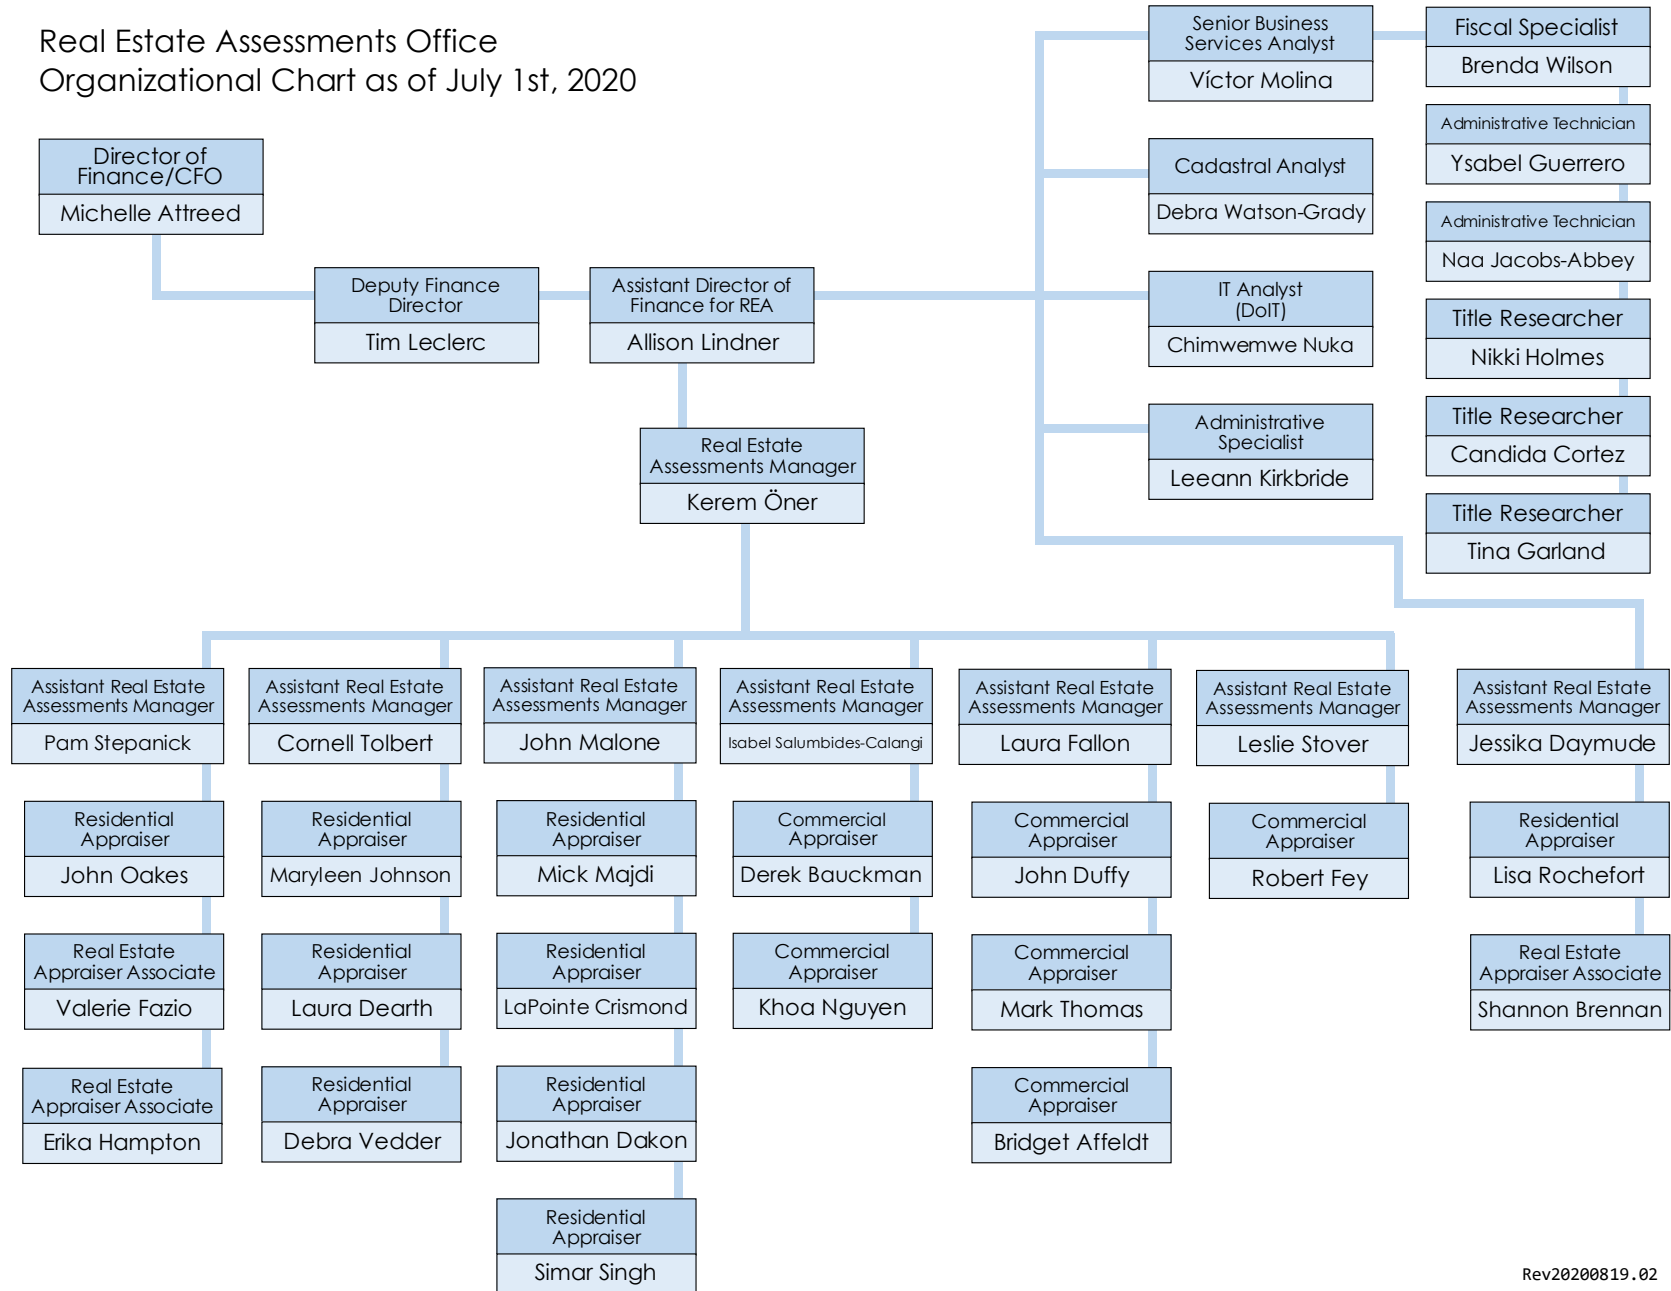 Real Estate Assessments Office
Organizational Chart as of July 1st, 2020
Director of
Finance/CFO
Michelle Attreed
Deputy Finance
Director
Tim Leclerc
Assistant Director of
Finance for REA
Allison Lindner
Real Estate
Assessments Manager
Kerem Öner
Senior Business
Services Analyst
Víctor Molina
Cadastral Analyst
Debra Watson-Grady
IT Analyst
(DoIT)
Chimwemwe Nuka
Administrative
Specialist
Leeann Kirkbride
Fiscal Specialist
Brenda Wilson
Administrative Technician
Ysabel Guerrero
Administrative Technician
Naa Jacobs-Abbey
Title Researcher
Nikki Holmes
Title Researcher
Candida Cortez
Title Researcher
Tina Garland
Assistant Real Estate
Assessments Manager
Pam Stepanick
Residential
Appraiser
John Oakes
Real Estate
Appraiser Associate
Valerie Fazio
Real Estate
Appraiser Associate
Erika Hampton
Assistant Real Estate
Assessments Manager
Cornell Tolbert
Residential
Appraiser
Maryleen Johnson
Residential
Appraiser
Laura Dearth
Residential
Appraiser
Debra Vedder
Assistant Real Estate
Assessments Manager
John Malone
Residential
Appraiser
Mick Majdi
Residential
Appraiser
LaPointe Crismond
Residential
Appraiser
Jonathan Dakon
Residential
Appraiser
Simar Singh
Assistant Real Estate
Assessments Manager
Isabel Salumbides-Calangi
Commercial
Appraiser
Derek Bauckman
Commercial
Appraiser
Khoa Nguyen
Assistant Real Estate
Assessments Manager
Laura Fallon
Commercial
Appraiser
John Duffy
Commercial
Appraiser
Mark Thomas
Commercial
Appraiser
Bridget Affeldt
Assistant Real Estate
Assessments Manager
Leslie Stover
Commercial
Appraiser
Robert Fey
Assistant Real Estate
Assessments Manager
Jessika Daymude
Residential
Appraiser
Lisa Rochefort
Real Estate
Appraiser Associate
Shannon Brennan
Rev20200819.02